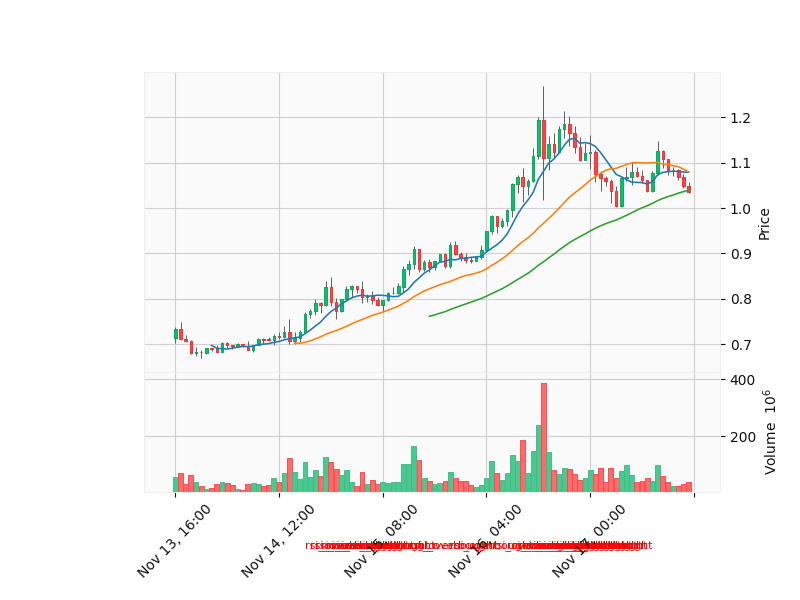 1.2
1.1
1.0
Price
0.9
0.8
0.7
400
200
Volume 10^6
Nov 13, 16:00
Nov 14, 12:00
Nov 15, 08:00
Nov 16, 04:00
Nov 17, 00:00